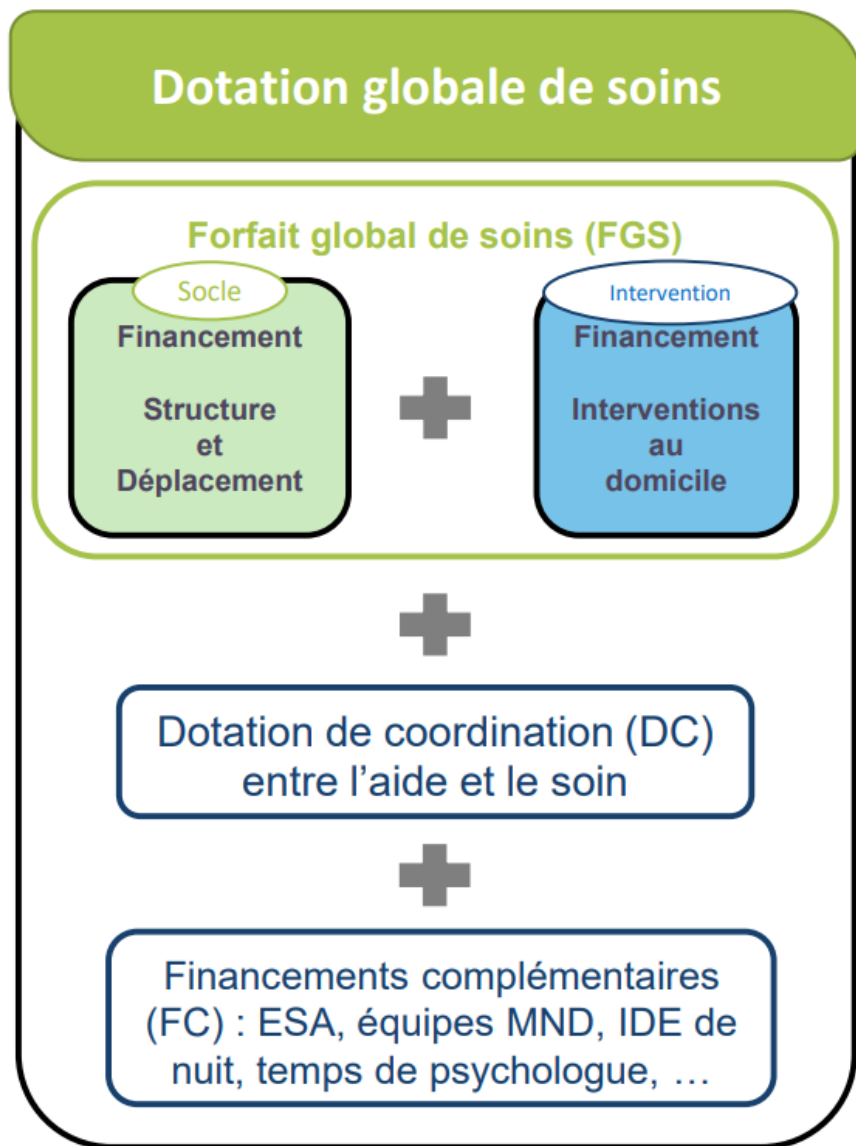 Dotation globale de soins
Forfait global de soins (FGS)
Socle
Financement
Structure
et
Déplacement
Intervention
Financement
Interventions
au
domicile
Dotation de coordination (DC)
entre l’aide et le soin
Financements complémentaires
(FC) : ESA, équipes MND, IDE de
nuit, temps de psychologue, …